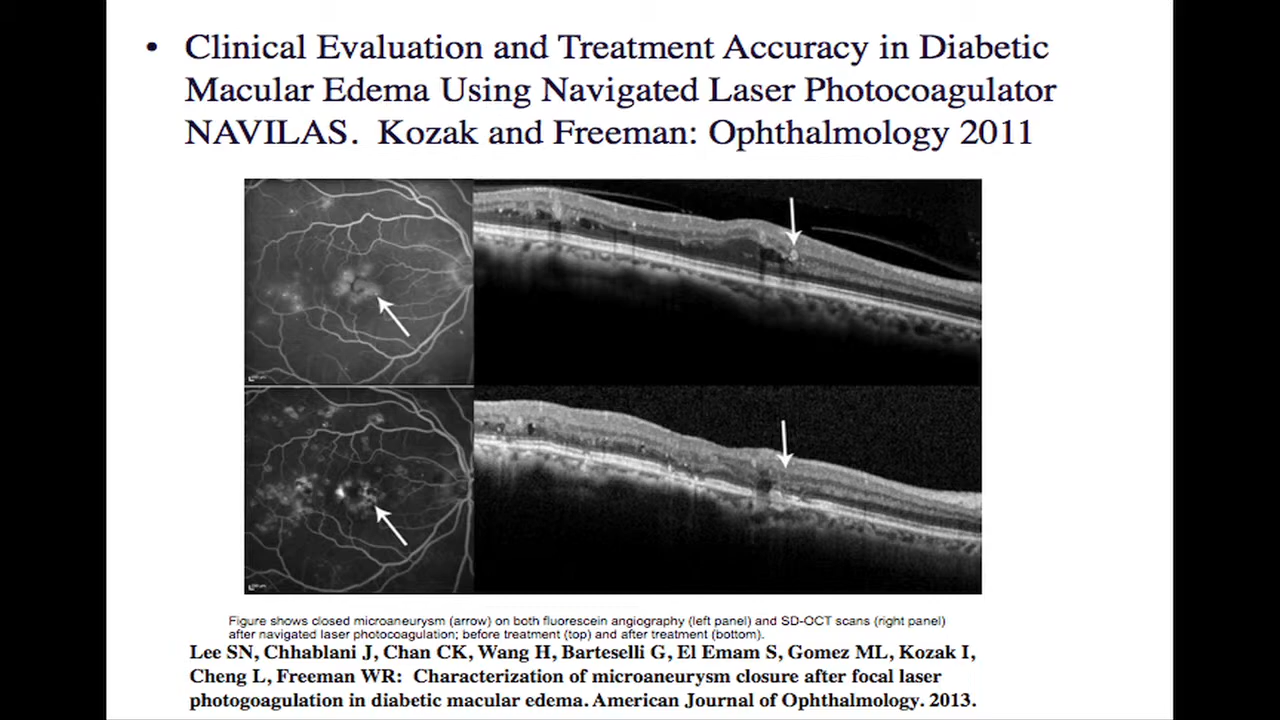 • Clinical Evaluation and Treatment Accuracy in Diabetic
Macular Edema Using Navigated Laser Photocoagulator
NAVILAS. Kozak and Freeman: Ophthalmology 2011
Figure shows closed microaneurysm (arrow) on both fluorescein angiography (left panel) and SD-OCT scans (right panel)
after navigated laser photocoagulation; before treatment (top) and after treatment (bottom).
Lee SN, Chhablani J, Chan CK, Wang H, Barteselli G, El Emam S, Gomez ML, Kozak I,
Cheng L, Freeman WR: Characterization of microaneurysm closure after focal laser
photogoagulation in diabetic macular edema. American Journal of Ophthalmology. 2013.